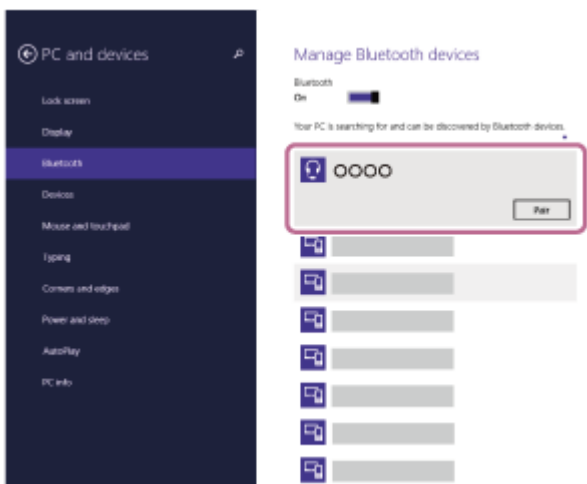 PC and devices
Lock screen
Display
Bluetooth
Devices
Mouse and touchpad
Typing
Corners and edges
Power and sleep
AutoPlay
PC info
Manage Bluetooth devices
Bluetooth
On
Your PC is searching for and can be discovered by Bluetooth devices.
OOOO
Pair